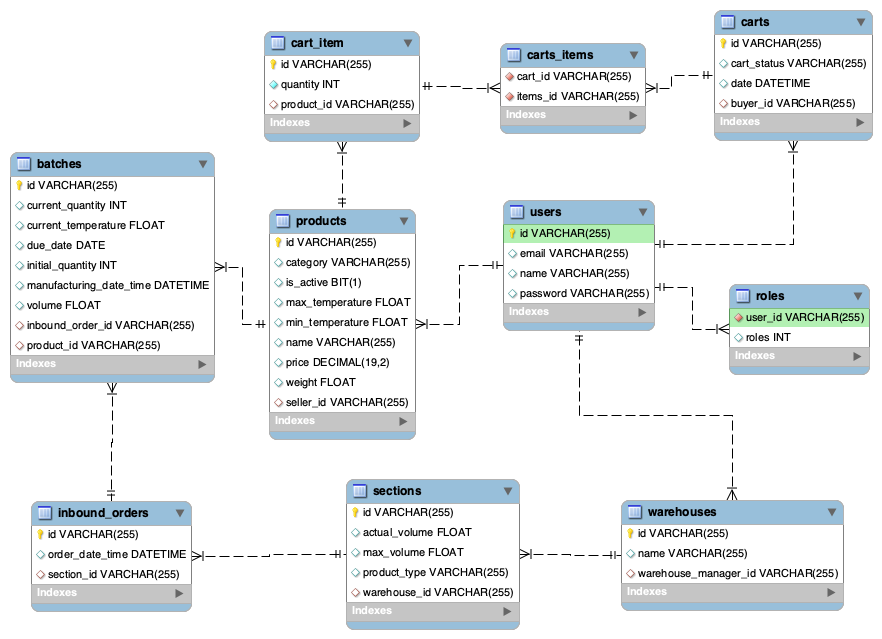 cart_item
id VARCHAR(255)
quantity INT
product_id VARCHAR(255)
Indexes
carts_items
cart_id VARCHAR(255)
items_id VARCHAR(255)
Indexes
carts
id VARCHAR(255)
cart_status VARCHAR(255)
date DATETIME
buyer_id VARCHAR(255)
Indexes
batches
id VARCHAR(255)
current_quantity INT
current_temperature FLOAT
due_date DATE
initial_quantity INT
manufacturing_date_time DATETIME
volume FLOAT
inbound_order_id VARCHAR(255)
product_id VARCHAR(255)
Indexes
products
id VARCHAR(255)
category VARCHAR(255)
is_active BIT(1)
max_temperature FLOAT
min_temperature FLOAT
name VARCHAR(255)
price DECIMAL(19,2)
weight FLOAT
seller_id VARCHAR(255)
Indexes
users
id VARCHAR(255)
email VARCHAR(255)
name VARCHAR(255)
password VARCHAR(255)
Indexes
roles
user_id VARCHAR(255)
roles INT
Indexes
inbound_orders
id VARCHAR(255)
order_date_time DATETIME
section_id VARCHAR(255)
Indexes
sections
id VARCHAR(255)
actual_volume FLOAT
max_volume FLOAT
product_type VARCHAR(255)
warehouse_id VARCHAR(255)
Indexes
warehouses
id VARCHAR(255)
name VARCHAR(255)
warehouse_manager_id VARCHAR(255)
Indexes